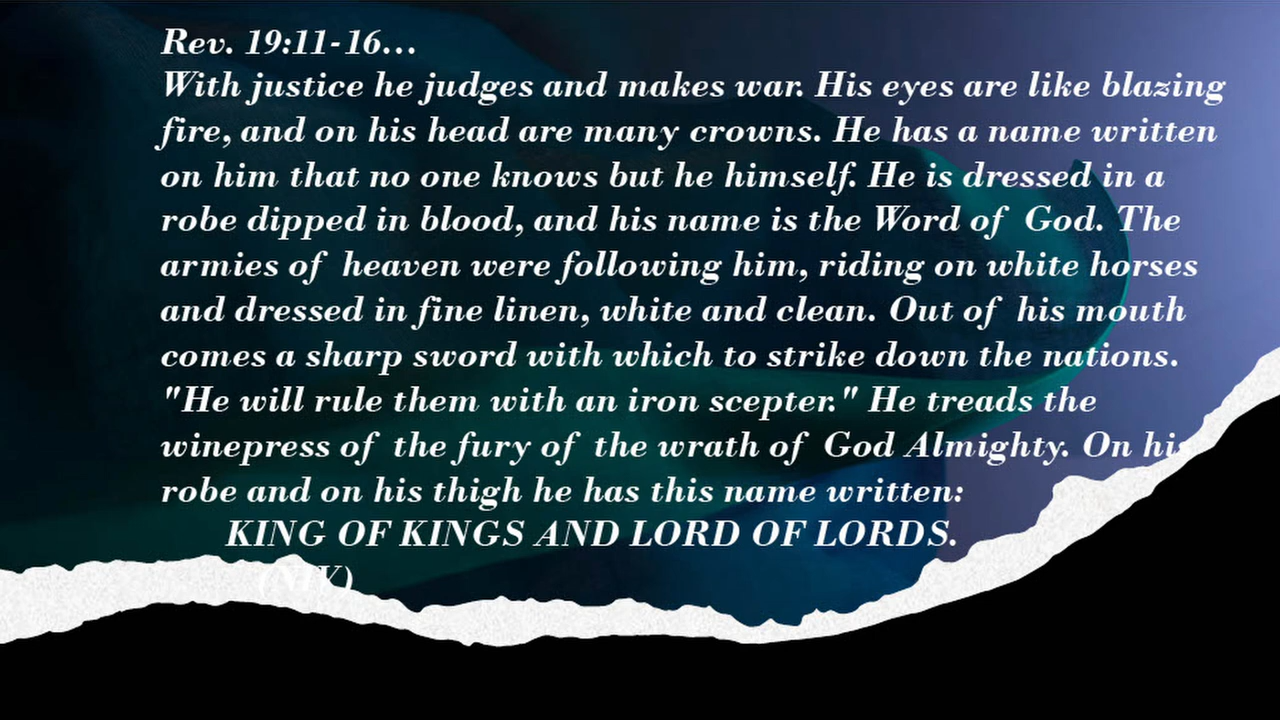 Rev. 19:11-16...
With justice he judges and makes war. His eyes are like blazing
fire, and on his head are many crowns. He has a name written
on him that no one knows but he himself. He is dressed in a
robe dipped in blood, and his name is the Word of God. The
armies of heaven were following him, riding on white horses
and dressed in fine linen, white and clean. Out of his mouth
comes a sharp sword with which to strike down the nations.
"He will rule them with an iron scepter." He treads the
winepress of the fury of the wrath of God Almighty. On his
robe and on his thigh he has this name written:
KING OF KINGS AND LORD OF LORDS.